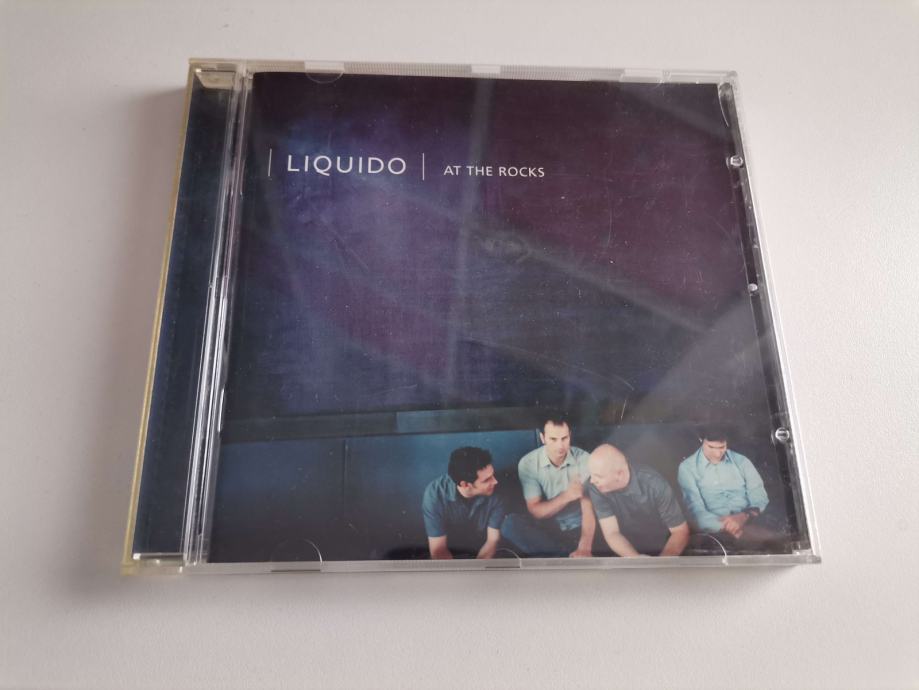 | LIQUIDO | AT THE ROCKS